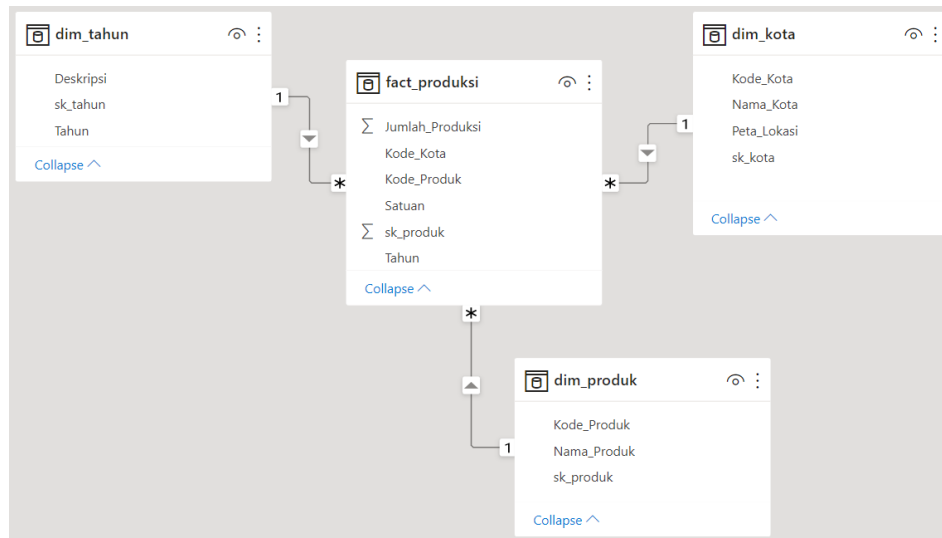 dim_tahun
Deskripsi
sk_tahun
Tahun
Collapse
1
*
fact_produksi
Σ Jumlah_Produksi
Kode_Kota
Kode_Produk
Satuan
Σ sk_produk
Tahun
Collapse
*
*
1
dim_kota
Kode_Kota
Nama_Kota
Peta_Lokasi
sk_kota
Collapse
1
dim_produk
Kode_Produk
Nama_Produk
sk_produk
Collapse